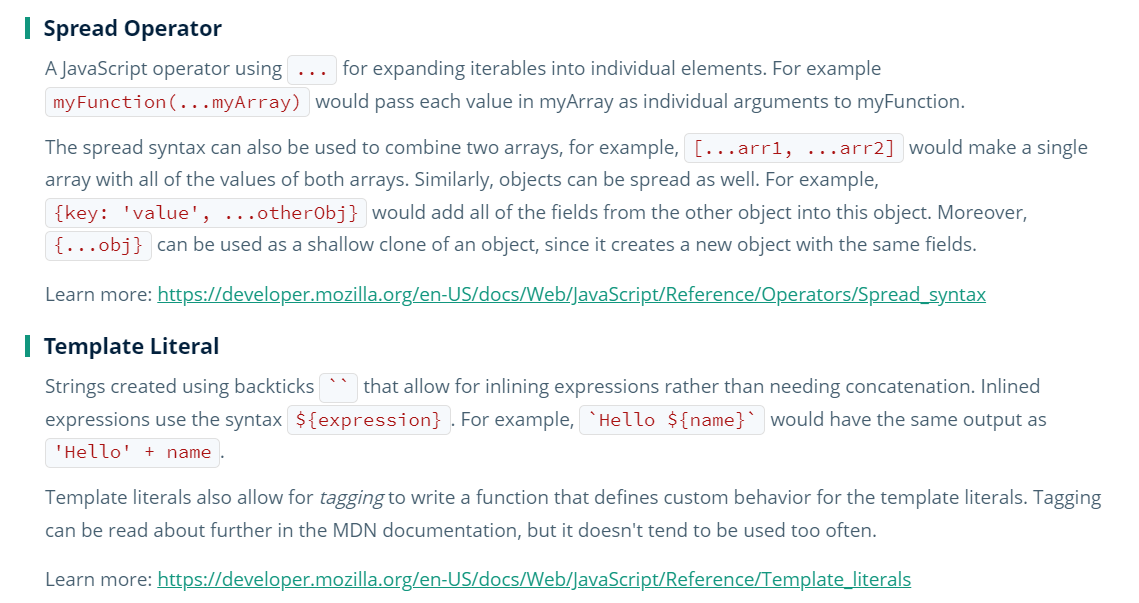 Spread Operator
A JavaScript operator using ... for expanding iterables into individual elements. For example
myFunction(...myArray) would pass each value in myArray as individual arguments to myFunction.
The spread syntax can also be used to combine two arrays, for example, [...arr1, ...arr2] would make a single
array with all of the values of both arrays. Similarly, objects can be spread as well. For example,
{key: 'value', ...otherObj} would add all of the fields from the other object into this object. Moreover,
{...obj} can be used as a shallow clone of an object, since it creates a new object with the same fields.
Learn more: https://developer.mozilla.org/en-US/docs/Web/JavaScript/Reference/Operators/Spread_syntax
Template Literal
Strings created using backticks `` that allow for inlining expressions rather than needing concatenation. Inlined
expressions use the syntax ${expression}. For example, `Hello ${name}` would have the same output as
'Hello' + name.
Template literals also allow for tagging to write a function that defines custom behavior for the template literals. Tagging
can be read about further in the MDN documentation, but it doesn't tend to be used too often.
Learn more: https://developer.mozilla.org/en-US/docs/Web/JavaScript/Reference/Template_literals